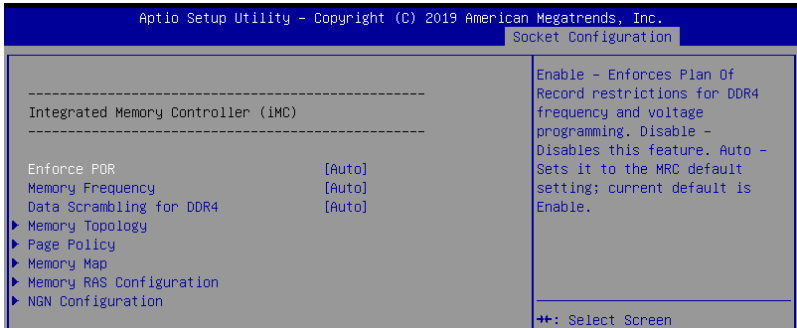 Aptio Setup Utility – Copyright (C) 2019 American Megatrends, Inc.
Socket Configuration
------------------------------------------------
Integrated Memory Controller (iMC)
------------------------------------------------
Enforce POR [Auto]
Memory Frequency [Auto]
Data Scrambling for DDR4 [Auto]
Memory Topology
Page Policy
Memory Map
Memory RAS Configuration
NGN Configuration
Enable – Enforces Plan Of
Record restrictions for DDR4
frequency and voltage
programming. Disable –
Disables this feature. Auto –
Sets it to the MRC default
setting; current default is
Enable.
→←: Select Screen